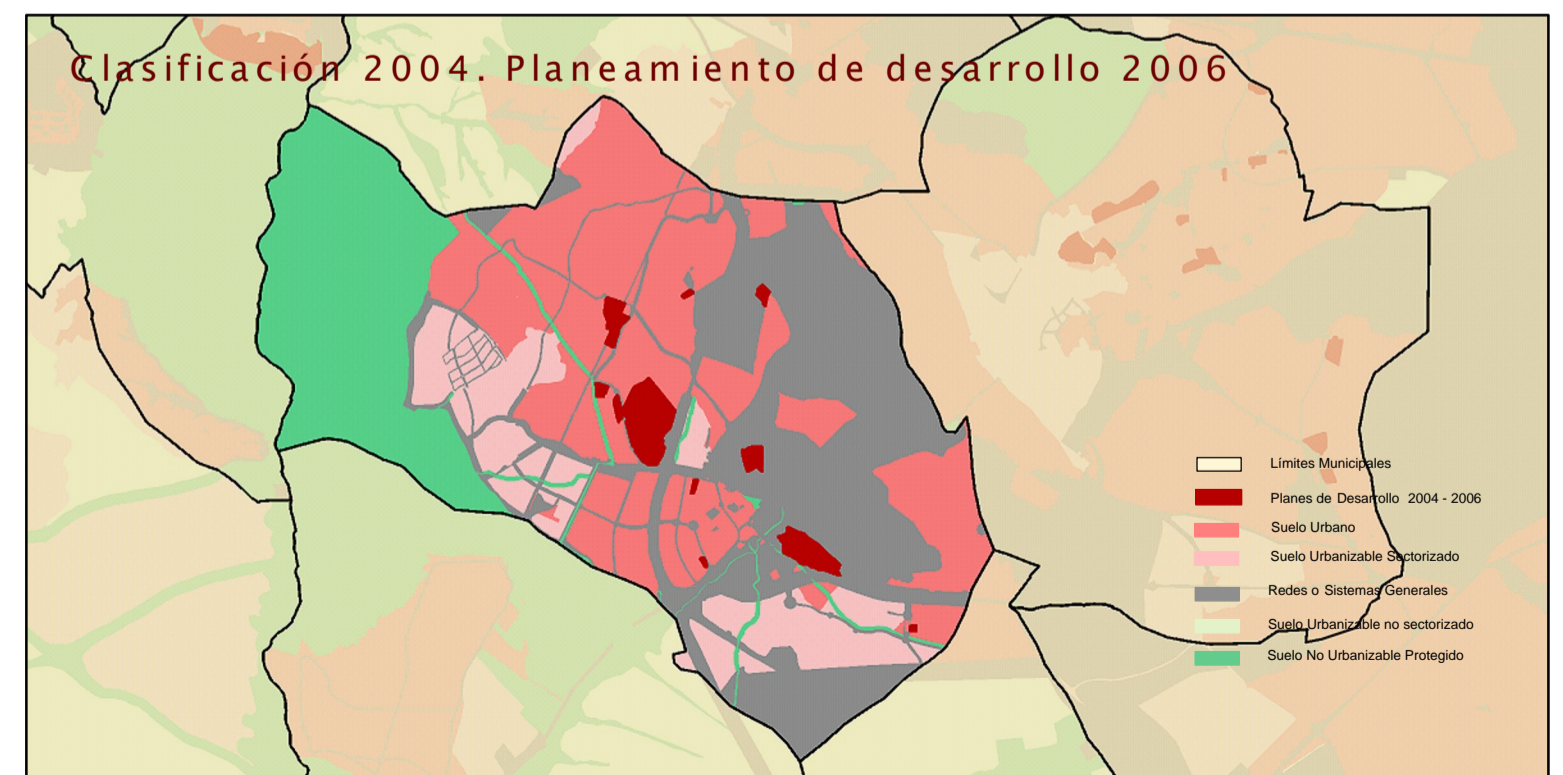 Clasificación 2004. Planeamiento de desarrollo 2006
Límites Municipales
Planes de Desarrollo 2004 - 2006
Suelo Urbano
Suelo Urbanizable Sectorizado
Redes o Sistemas Generales
Suelo Urbanizable no sectorizado
Suelo No Urbanizable Protegido